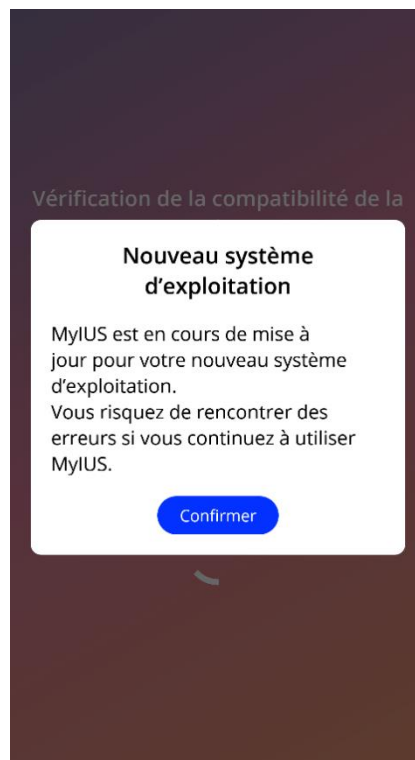 Vérification de la compatibilité de la
Nouveau système
d’exploitation
MyIUS est en cours de mise à
jour pour votre nouveau système
d’exploitation.
Vous risquez de rencontrer des
erreurs si vous continuez à utiliser
MyIUS.
Confirmer